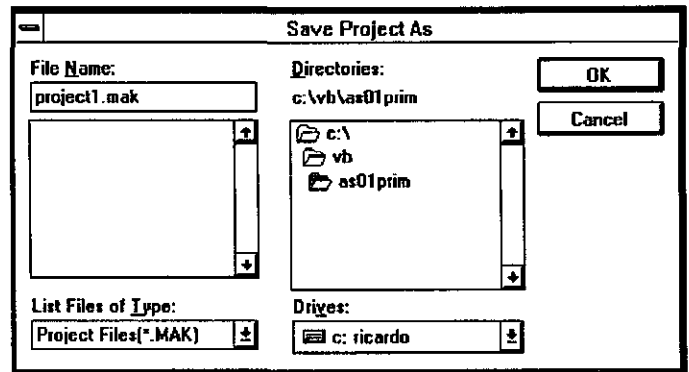 Save Project As
File Name:
project1.mak
Directories:
c:\vb\as01prim
c:\
vb
as01prim
OK
Cancel
List Files of Type:
Project Files(*.MAK)
Drives:
c: ricardo